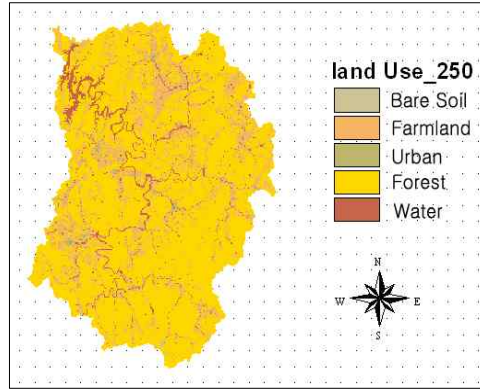 land Use_250
Bare Soil
Farmland
Urban
Forest
Water
N
W E
S